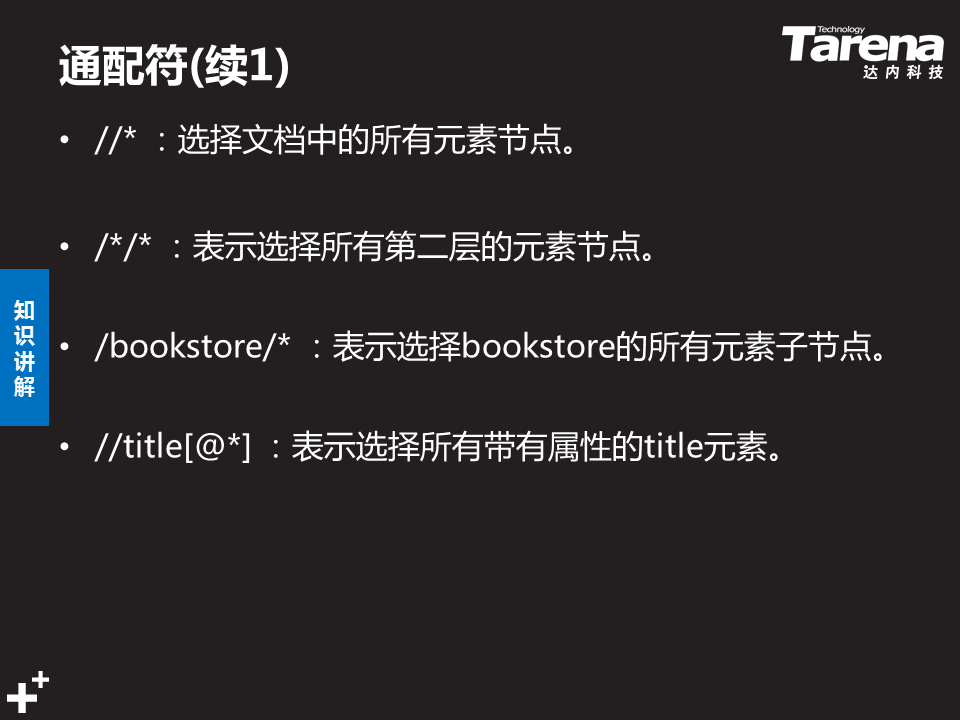 通配符(续1)
Technology
Tarena
达内科技
• //* ：选择文档中的所有元素节点。
• /*/* ：表示选择所有第二层的元素节点。
• /bookstore/* ：表示选择bookstore的所有元素子节点。
• //title[@*] ：表示选择所有带有属性的title元素。
知
识
讲
解